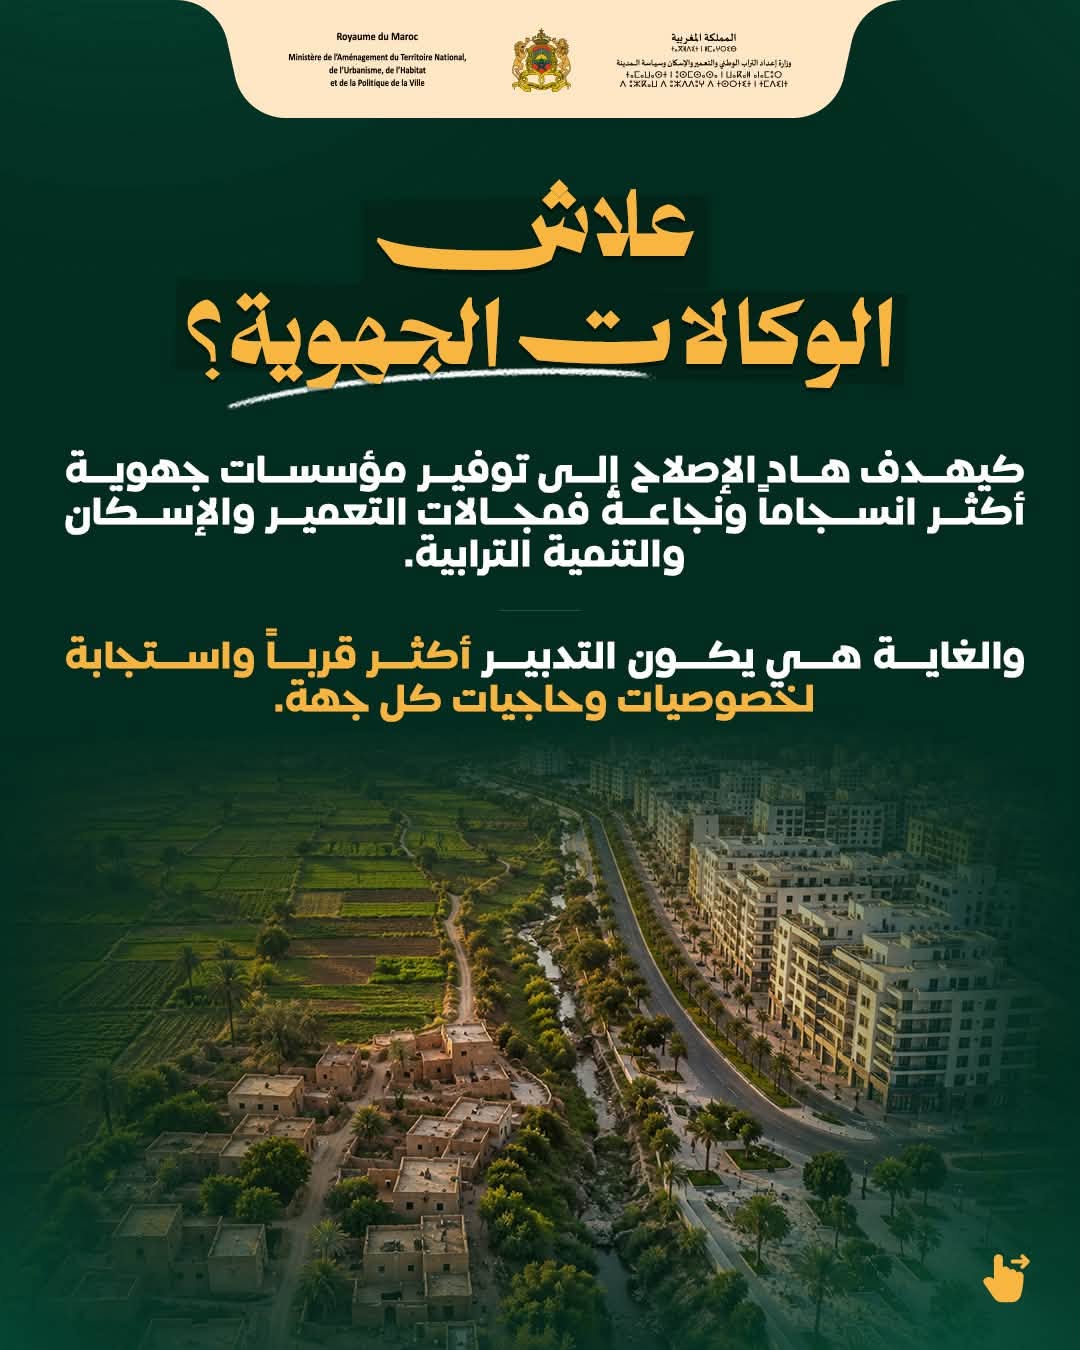 Royaume du Maroc
Ministère de l'Aménagement du Territoire National,
de l'Urbanisme, de l'Habitat
et de la Politique de la Ville
المملكة المغربية
ⵜⴰⴳⵍⴷⵉⵜ ⵏ ⵍⵎⵖⵔⵉⴱ
وزارة إعداد التراب الوطني والتعمير والإسكان وسياسة المدينة
علاش
الوكالات الجهوية؟
كيهدف هاد الإصلاح إلى توفير مؤسسات جهوية
أكثر انسجاماً ونجاعة فمجالات التعمير والإسكان
والتنمية الترابية.
والغاية هي يكون التدبير أكثر قرباً واستجابة
لخصوصيات وحاجيات كل جهة.